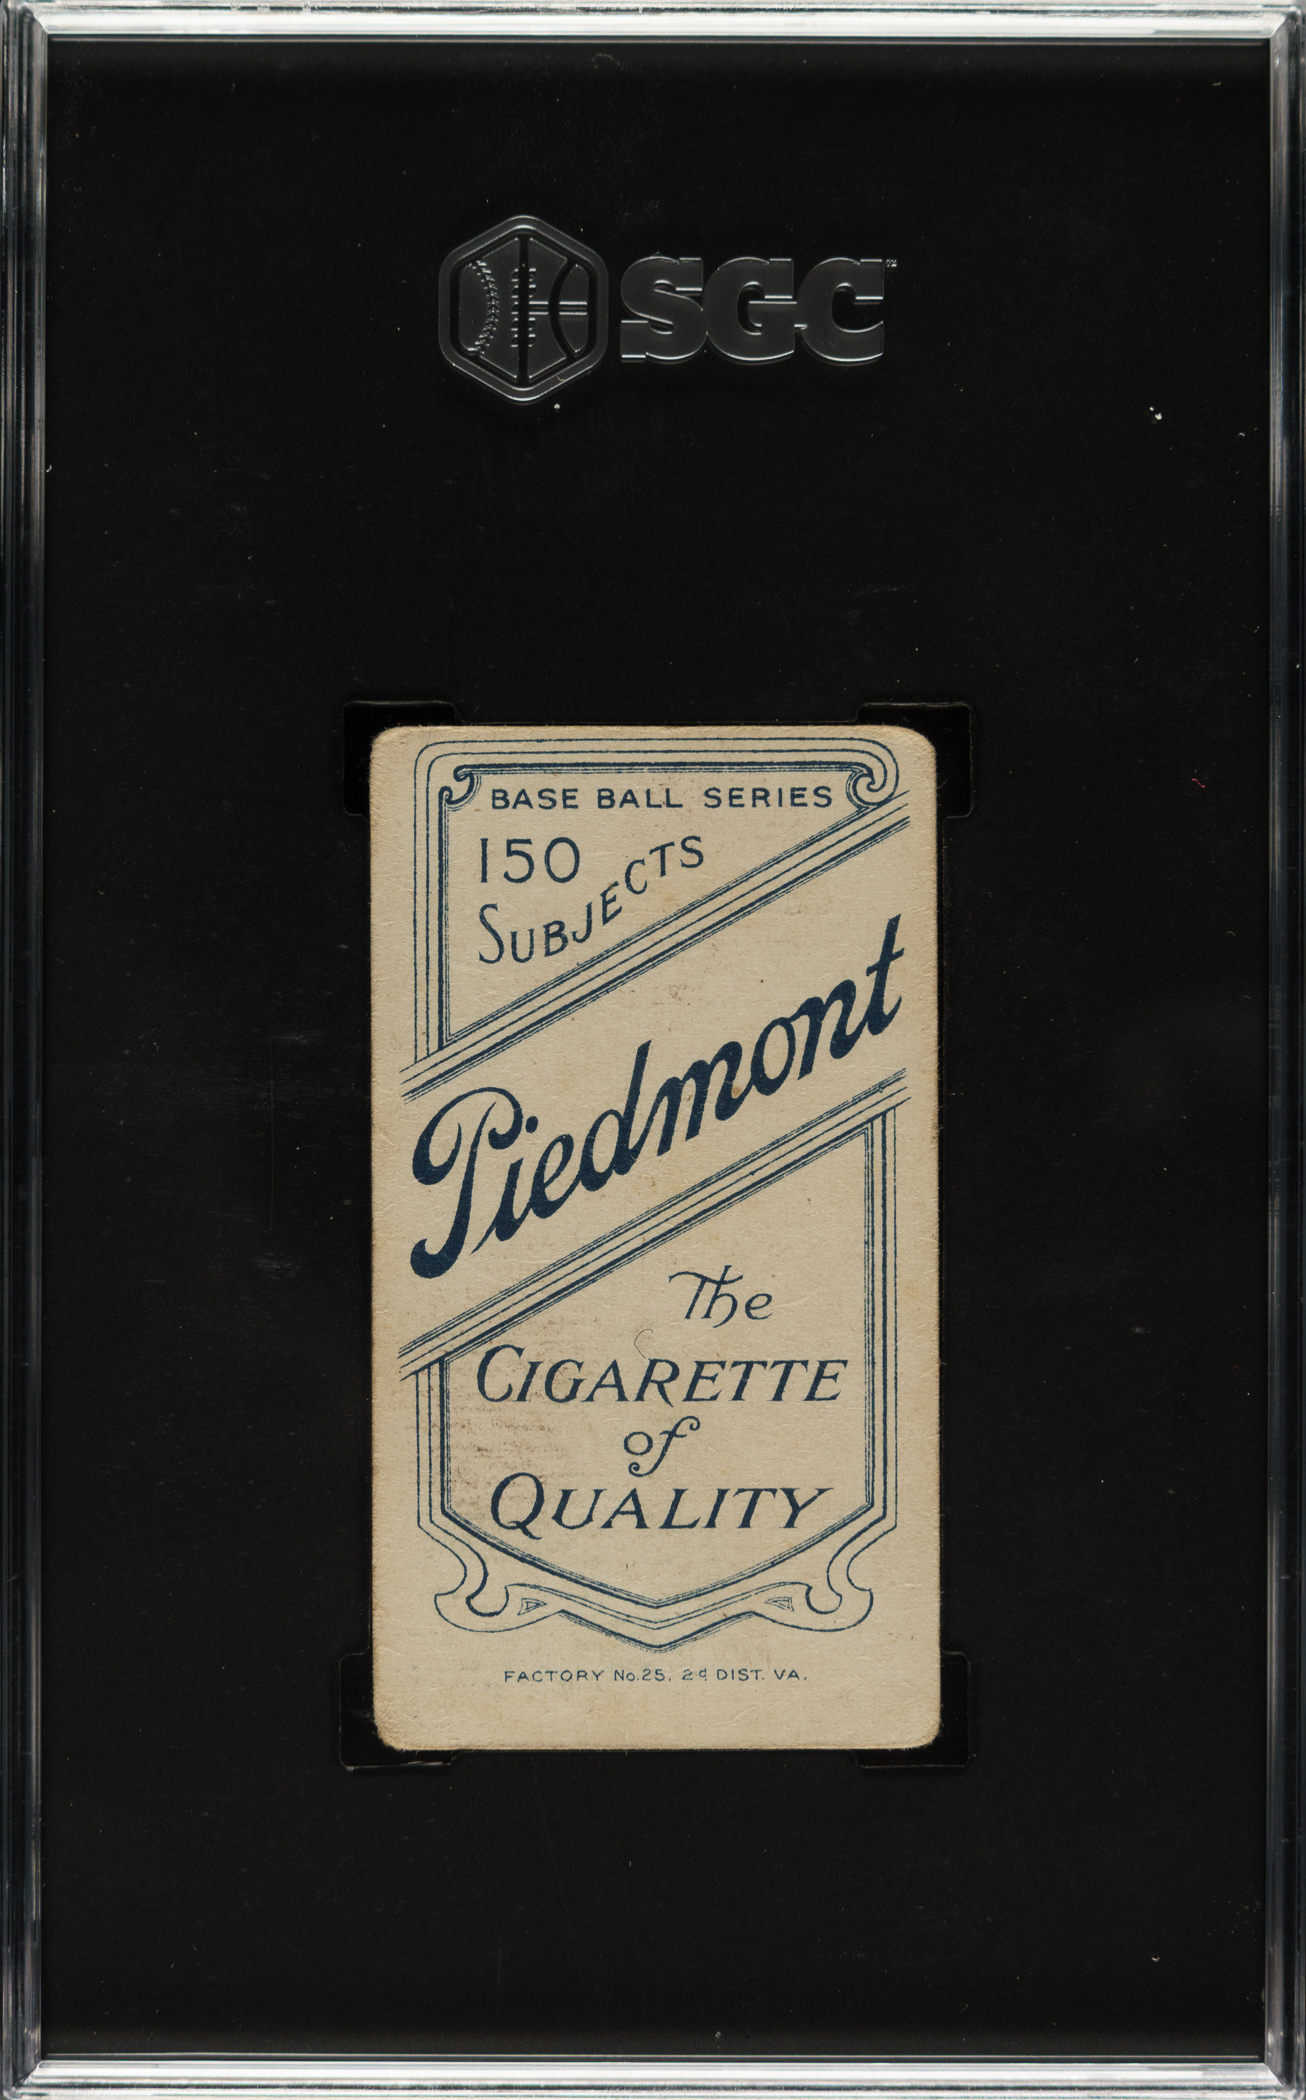 SGC
BASE BALL SERIES
150
SUBJECTS
Piedmont
The
CIGARETTE
of
QUALITY
FACTORY No. 25, 2d DIST. VA.